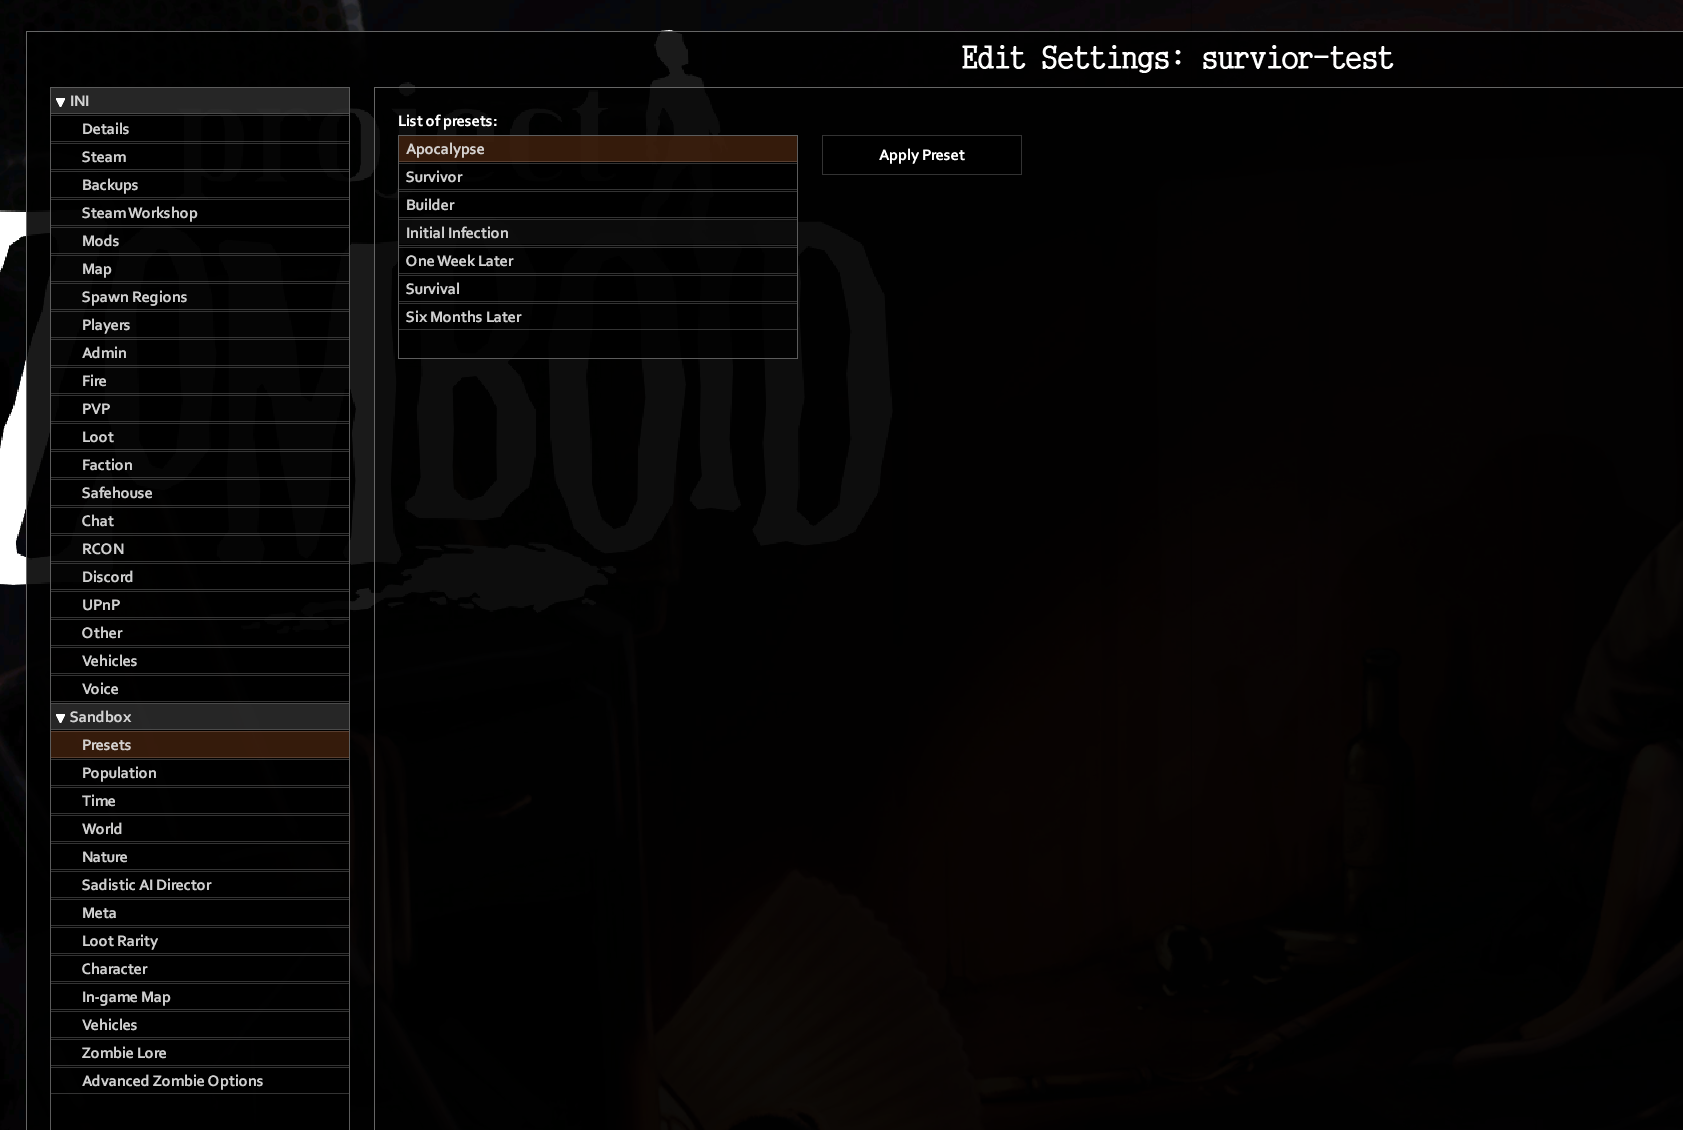 Edit Settings: survior-test
project
ZOMBOID
▼ INI
Details
Steam
Backups
Steam Workshop
Mods
Map
Spawn Regions
Players
Admin
Fire
PVP
Loot
Faction
Safehouse
Chat
RCON
Discord
UPnP
Other
Vehicles
Voice
▼ Sandbox
Presets
Population
Time
World
Nature
Sadistic AI Director
Meta
Loot Rarity
Character
In-game Map
Vehicles
Zombie Lore
Advanced Zombie Options
List of presets:
Apocalypse
Survivor
Builder
Initial Infection
One Week Later
Survival
Six Months Later
Apply Preset